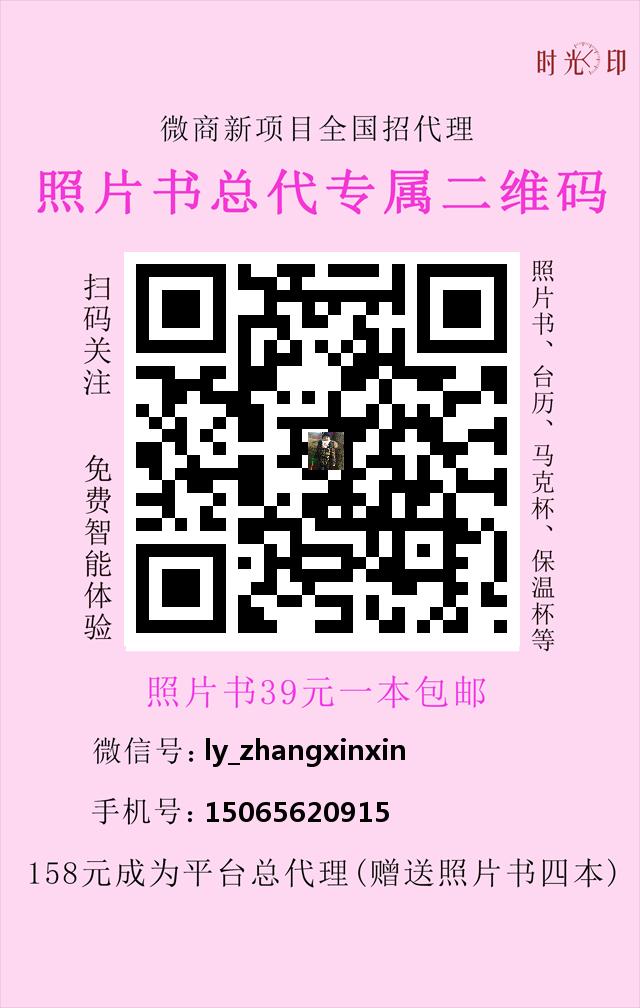 时光印
微商新项目全国招代理
照片书总代专属二维码
扫码关注 免费智能体验
照片书、台历、马克杯、保温杯等
照片书39元一本包邮
微信号:ly_zhangxinxin
手机号:15065620915
158元成为平台总代理(赠送照片书四本)